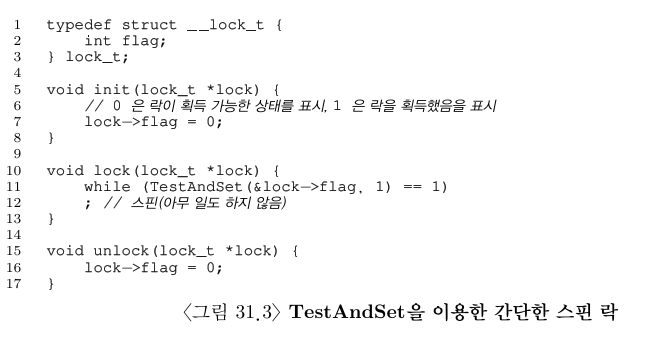 1 typedef struct __lock_t {
2 int flag;
3 } lock_t;
4
5 void init(lock_t *lock) {
6 // 0 은 락이 획득 가능한 상태를 표시, 1 은 락을 획득했음을 표시
7 lock->flag = 0;
8 }
9
10 void lock(lock_t *lock) {
11 while (TestAndSet(&lock->flag, 1) == 1)
12 ; // 스핀(아무 일도 하지 않음)
13 }
14
15 void unlock(lock_t *lock) {
16 lock->flag = 0;
17 }
〈그림 31.3〉 TestAndSet을 이용한 간단한 스핀 락